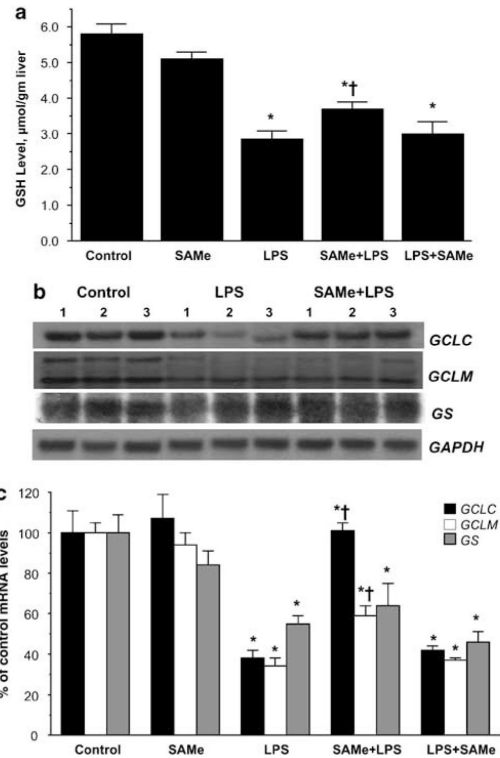 a
GSH Level, µmol/gm liver
6.0
5.0
4.0
3.0
2.0
1.0
0.0
* *† *
Control SAMe LPS SAMe+LPS LPS+SAMe
b
Control LPS SAMe+LPS
1 2 3 1 2 3 1 2 3
GCLC
GCLM
GS
GAPDH
c
% of control mRNA levels
120
100
80
60
40
20
0
*†
*† *
* * *
* * *
GCLC
GCLM
GS
Control SAMe LPS SAMe+LPS LPS+SAMe